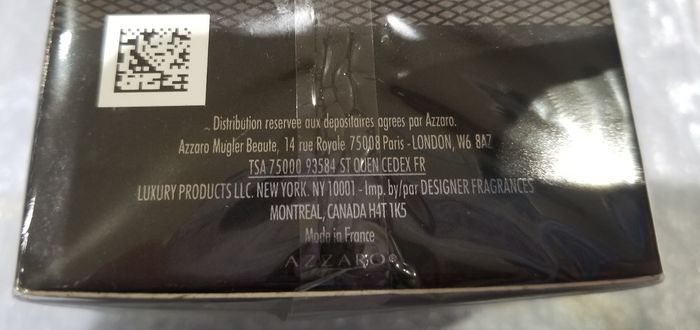 Distribution reservee aux depositaires agrees par Azzaro.
Azzaro Mugler Beaute, 14 rue Royale 75008 Paris - LONDON, W6 8AZ
TSA 75000 93584 ST OUEN CEDEX FR
LUXURY PRODUCTS LLC. NEW YORK. NY 10001 - Imp. by/par DESIGNER FRAGRANCES
MONTREAL, CANADA H4T 1K5
Made in France
AZZARO®